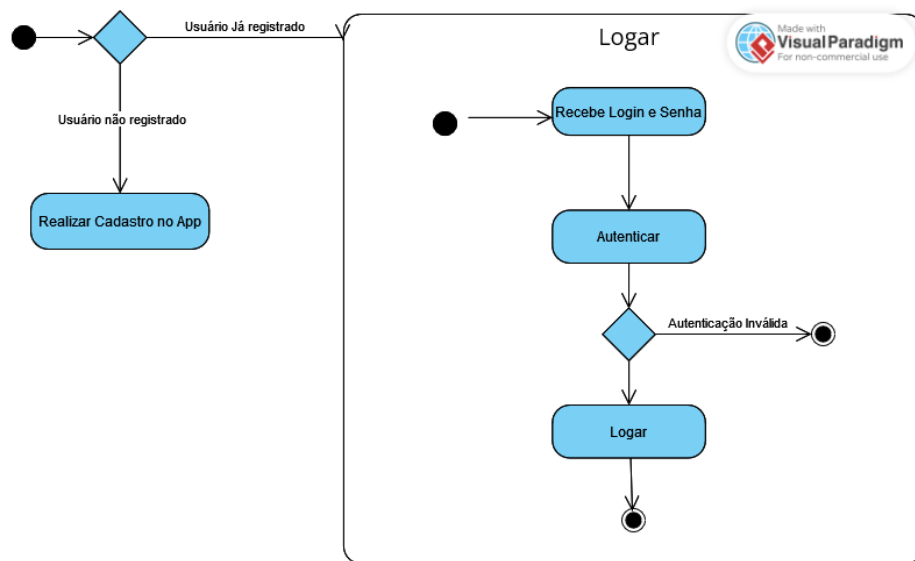 Usuário Já registrado
Logar
Made with
Visual Paradigm
For non-commercial use
Recebe Login e Senha
Usuário não registrado
Realizar Cadastro no App
Autenticar
Autenticação Inválida
Logar